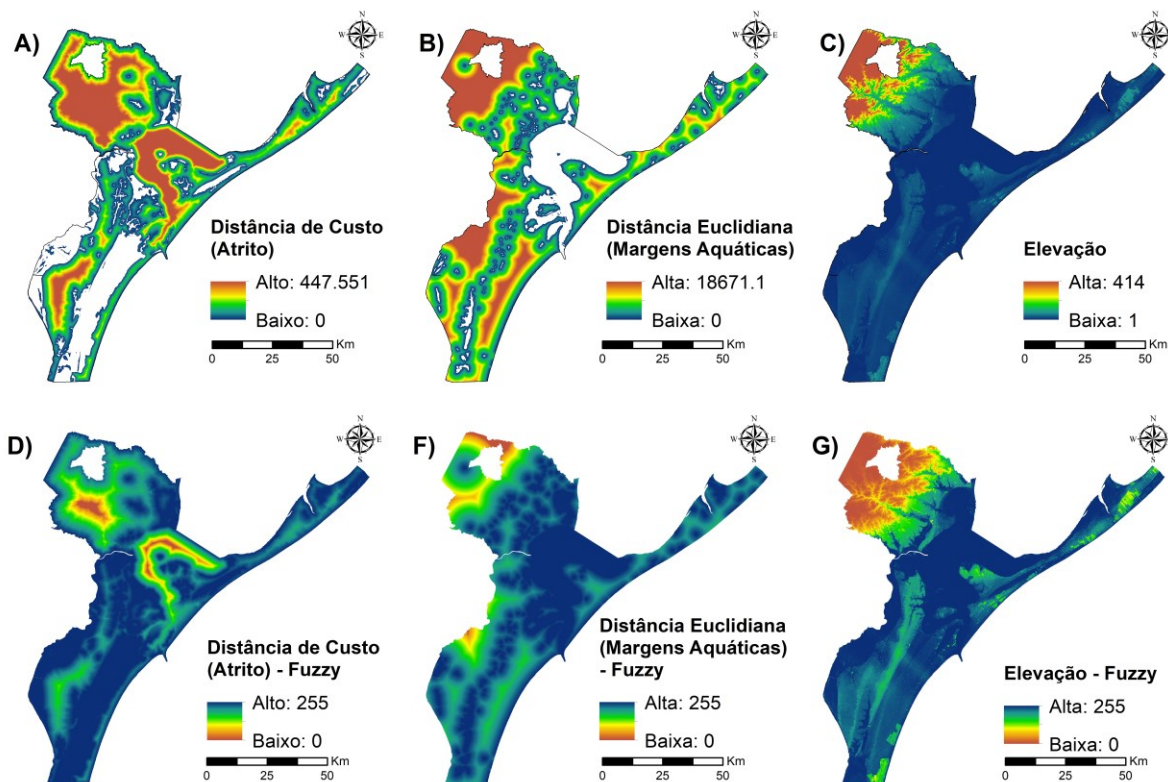 A)
N
W E
S
Distância de Custo
(Atrito)
Alto: 447.551
Baixo: 0
Km
0 25 50
B)
N
W E
S
Distância Euclidiana
(Margens Aquáticas)
Alta: 18671.1
Baixa: 0
Km
0 25 50
C)
N
W E
S
Elevação
Alta: 414
Baixa: 1
Km
0 25 50
D)
N
W E
S
Distância de Custo
(Atrito) - Fuzzy
Alto: 255
Baixo: 0
Km
0 25 50
F)
N
W E
S
Distância Euclidiana
(Margens Aquáticas)
- Fuzzy
Alta: 255
Baixa: 0
Km
0 25 50
G)
N
W E
S
Elevação - Fuzzy
Alta: 255
Baixa: 0
Km
0 25 50